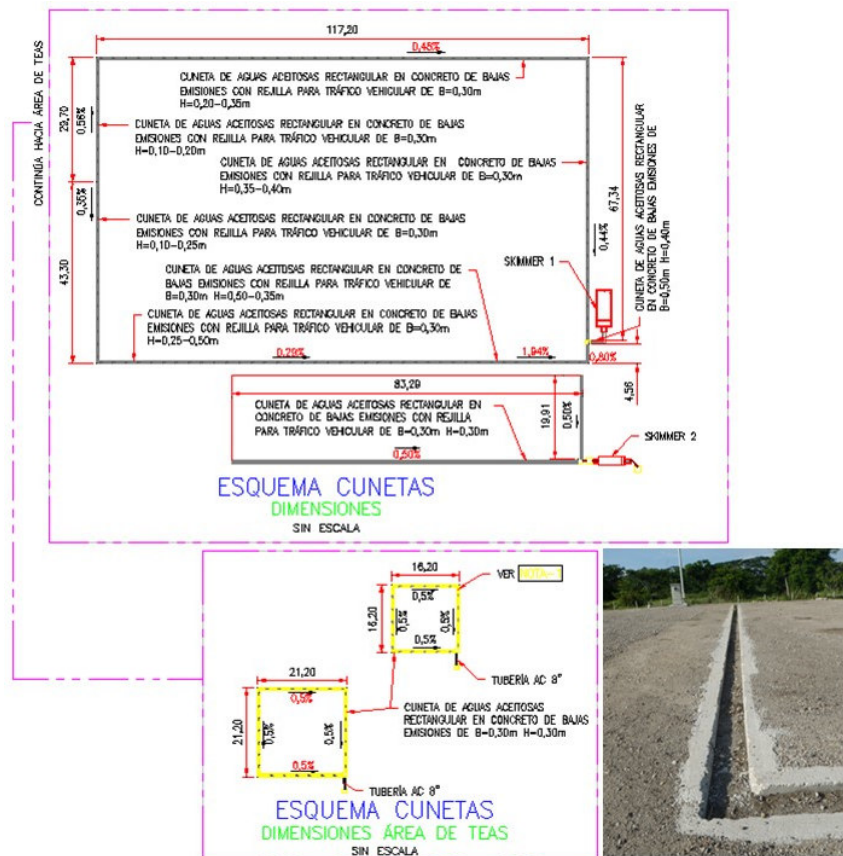 117,20
0,48%
CUNETA DE AGUAS ACEITOSAS RECTANGULAR EN CONCRETO DE BAJAS
EMISIONES CON REJILLA PARA TRÁFICO VEHICULAR DE B=0,30m
H=0,20-0,35m
CONTINÚA HACIA ÁREA DE TEAS
29,70
0,56%
CUNETA DE AGUAS ACEITOSAS RECTANGULAR EN CONCRETO DE BAJAS
EMISIONES CON REJILLA PARA TRÁFICO VEHICULAR DE B=0,30m
H=0,10-0,20m
CUNETA DE AGUAS ACEITOSAS RECTANGULAR EN CONCRETO DE BAJAS
EMISIONES CON REJILLA PARA TRÁFICO VEHICULAR DE B=0,30m
H=0,35-0,40m
67,34
0,44%
CUNETA DE AGUAS ACEITOSAS RECTANGULAR
EN CONCRETO DE BAJAS EMISIONES DE
B=0,50m H=0,40m
0,35%
43,30
CUNETA DE AGUAS ACEITOSAS RECTANGULAR EN CONCRETO DE BAJAS
EMISIONES CON REJILLA PARA TRÁFICO VEHICULAR DE B=0,30m
H=0,10-0,25m
SKIMMER 1
CUNETA DE AGUAS ACEITOSAS RECTANGULAR EN CONCRETO DE
BAJAS EMISIONES CON REJILLA PARA TRÁFICO VEHICULAR DE
B=0,30m H=0,50-0,35m
CUNETA DE AGUAS ACEITOSAS RECTANGULAR EN CONCRETO DE BAJAS
EMISIONES CON REJILLA PARA TRÁFICO VEHICULAR DE B=0,30m
H=0,25-0,50m
0,29%
1,94%
0,80%
4,56
83,29
CUNETA DE AGUAS ACEITOSAS RECTANGULAR EN
CONCRETO DE BAJAS EMISIONES CON REJILLA
PARA TRÁFICO VEHICULAR DE B=0,30m H=0,30m
19,91
0,50%
0,50%
SKIMMER 2
ESQUEMA CUNETAS
DIMENSIONES
SIN ESCALA
16,20
VER NOTA-1
0,5%
16,20
0,5%
0,5%
0,5%
TUBERÍA AC 8"
21,20
0,5%
CUNETA DE AGUAS ACEITOSAS
RECTANGULAR EN CONCRETO DE BAJAS
EMISIONES DE B=0,30m H=0,30m
21,20
0,5%
0,5%
0,5%
TUBERÍA AC 8"
ESQUEMA CUNETAS
DIMENSIONES ÁREA DE TEAS
SIN ESCALA